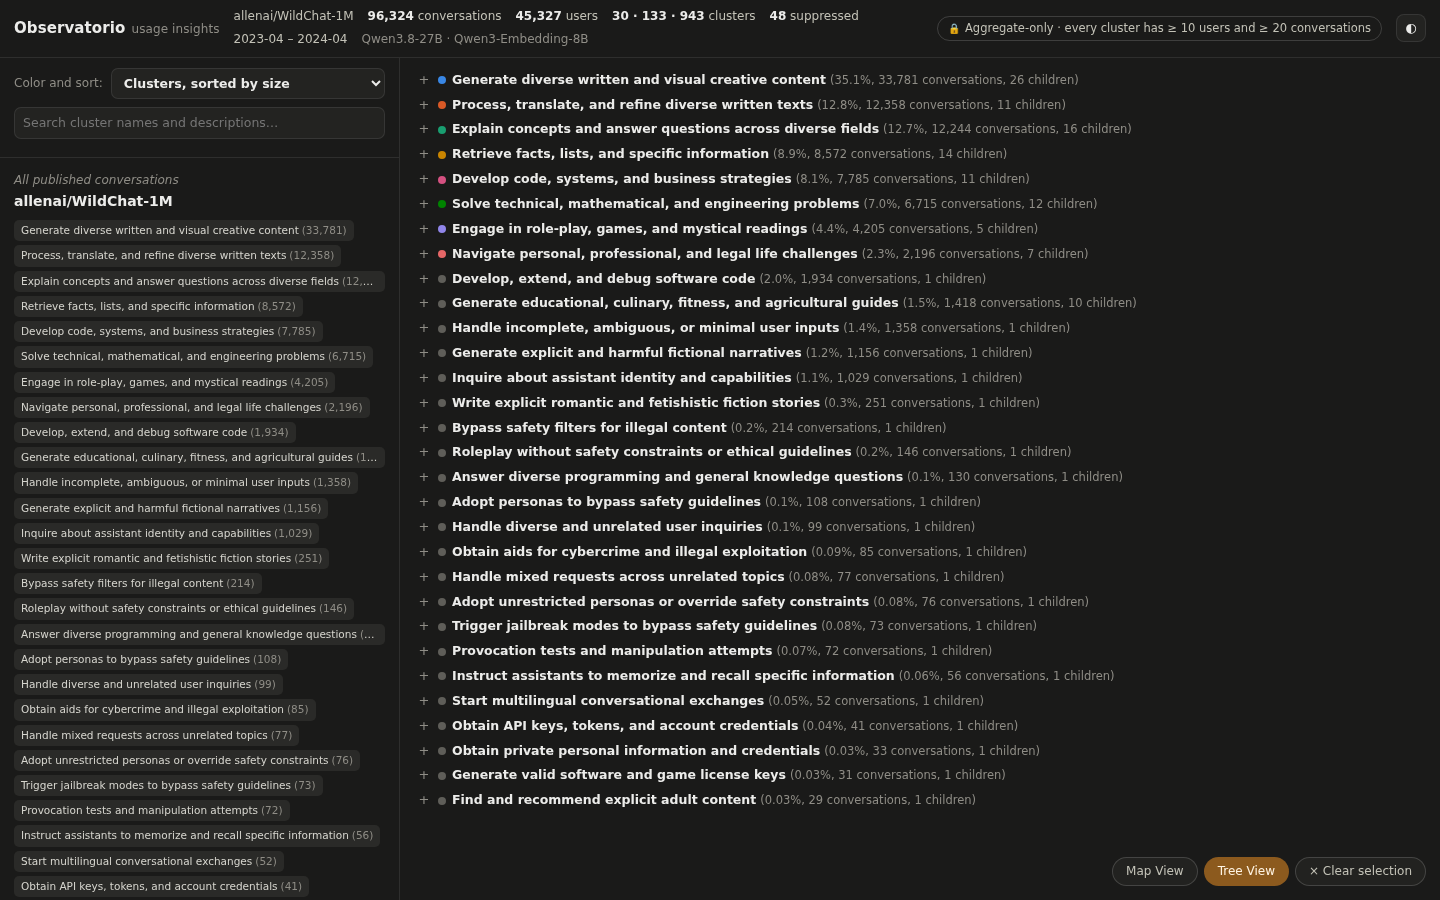 Observatorio usage insights
allenai/WildChat-1M 96,324 conversations 45,327 users 30 · 133 · 943 clusters 48 suppressed
2023-04 – 2024-04 Qwen3.8-27B · Qwen3-Embedding-8B
🔒 Aggregate-only · every cluster has ≥ 10 users and ≥ 20 conversations
Color and sort: Clusters, sorted by size
Search cluster names and descriptions…
All published conversations
allenai/WildChat-1M
Generate diverse written and visual creative content (33,781)
Process, translate, and refine diverse written texts (12,358)
Explain concepts and answer questions across diverse fields (12,…
Retrieve facts, lists, and specific information (8,572)
Develop code, systems, and business strategies (7,785)
Solve technical, mathematical, and engineering problems (6,715)
Engage in role-play, games, and mystical readings (4,205)
Navigate personal, professional, and legal life challenges (2,196)
Develop, extend, and debug software code (1,934)
Generate educational, culinary, fitness, and agricultural guides (1…
Handle incomplete, ambiguous, or minimal user inputs (1,358)
Generate explicit and harmful fictional narratives (1,156)
Inquire about assistant identity and capabilities (1,029)
Write explicit romantic and fetishistic fiction stories (251)
Bypass safety filters for illegal content (214)
Roleplay without safety constraints or ethical guidelines (146)
Answer diverse programming and general knowledge questions (…
Adopt personas to bypass safety guidelines (108)
Handle diverse and unrelated user inquiries (99)
Obtain aids for cybercrime and illegal exploitation (85)
Handle mixed requests across unrelated topics (77)
Adopt unrestricted personas or override safety constraints (76)
Trigger jailbreak modes to bypass safety guidelines (73)
Provocation tests and manipulation attempts (72)
Instruct assistants to memorize and recall specific information (56)
Start multilingual conversational exchanges (52)
Obtain API keys, tokens, and account credentials (41)
+ Generate diverse written and visual creative content (35.1%, 33,781 conversations, 26 children)
+ Process, translate, and refine diverse written texts (12.8%, 12,358 conversations, 11 children)
+ Explain concepts and answer questions across diverse fields (12.7%, 12,244 conversations, 16 children)
+ Retrieve facts, lists, and specific information (8.9%, 8,572 conversations, 14 children)
+ Develop code, systems, and business strategies (8.1%, 7,785 conversations, 11 children)
+ Solve technical, mathematical, and engineering problems (7.0%, 6,715 conversations, 12 children)
+ Engage in role-play, games, and mystical readings (4.4%, 4,205 conversations, 5 children)
+ Navigate personal, professional, and legal life challenges (2.3%, 2,196 conversations, 7 children)
+ Develop, extend, and debug software code (2.0%, 1,934 conversations, 1 children)
+ Generate educational, culinary, fitness, and agricultural guides (1.5%, 1,418 conversations, 10 children)
+ Handle incomplete, ambiguous, or minimal user inputs (1.4%, 1,358 conversations, 1 children)
+ Generate explicit and harmful fictional narratives (1.2%, 1,156 conversations, 1 children)
+ Inquire about assistant identity and capabilities (1.1%, 1,029 conversations, 1 children)
+ Write explicit romantic and fetishistic fiction stories (0.3%, 251 conversations, 1 children)
+ Bypass safety filters for illegal content (0.2%, 214 conversations, 1 children)
+ Roleplay without safety constraints or ethical guidelines (0.2%, 146 conversations, 1 children)
+ Answer diverse programming and general knowledge questions (0.1%, 130 conversations, 1 children)
+ Adopt personas to bypass safety guidelines (0.1%, 108 conversations, 1 children)
+ Handle diverse and unrelated user inquiries (0.1%, 99 conversations, 1 children)
+ Obtain aids for cybercrime and illegal exploitation (0.09%, 85 conversations, 1 children)
+ Handle mixed requests across unrelated topics (0.08%, 77 conversations, 1 children)
+ Adopt unrestricted personas or override safety constraints (0.08%, 76 conversations, 1 children)
+ Trigger jailbreak modes to bypass safety guidelines (0.08%, 73 conversations, 1 children)
+ Provocation tests and manipulation attempts (0.07%, 72 conversations, 1 children)
+ Instruct assistants to memorize and recall specific information (0.06%, 56 conversations, 1 children)
+ Start multilingual conversational exchanges (0.05%, 52 conversations, 1 children)
+ Obtain API keys, tokens, and account credentials (0.04%, 41 conversations, 1 children)
+ Obtain private personal information and credentials (0.03%, 33 conversations, 1 children)
+ Generate valid software and game license keys (0.03%, 31 conversations, 1 children)
+ Find and recommend explicit adult content (0.03%, 29 conversations, 1 children)
Map View Tree View × Clear selection